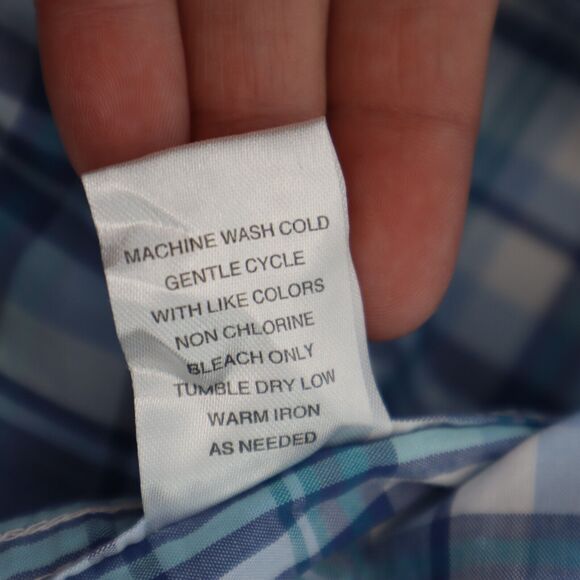 MACHINE WASH COLD
GENTLE CYCLE
WITH LIKE COLORS
NON CHLORINE
BLEACH ONLY
TUMBLE DRY LOW
WARM IRON
AS NEEDED